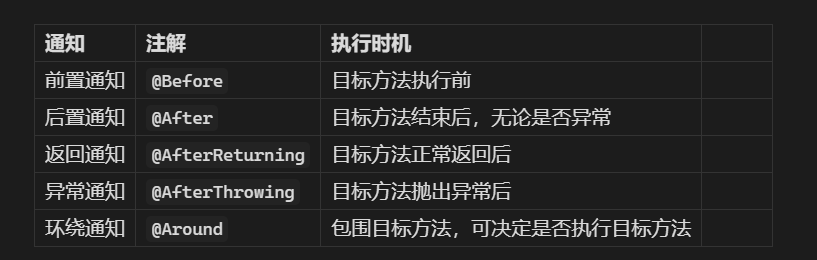 通知 注解 执行时机
前置通知 @Before 目标方法执行前
后置通知 @After 目标方法结束后，无论是否异常
返回通知 @AfterReturning 目标方法正常返回后
异常通知 @AfterThrowing 目标方法抛出异常后
环绕通知 @Around 包围目标方法，可决定是否执行目标方法